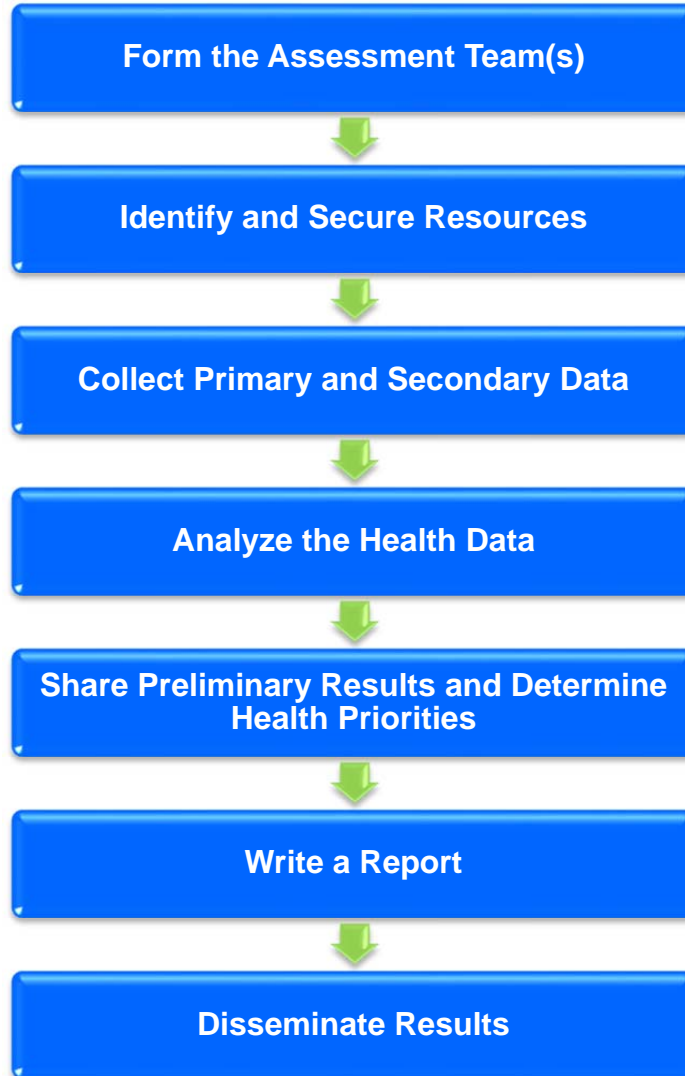 Form the Assessment Team(s)
Identify and Secure Resources
Collect Primary and Secondary Data
Analyze the Health Data
Share Preliminary Results and Determine
Health Priorities
Write a Report
Disseminate Results